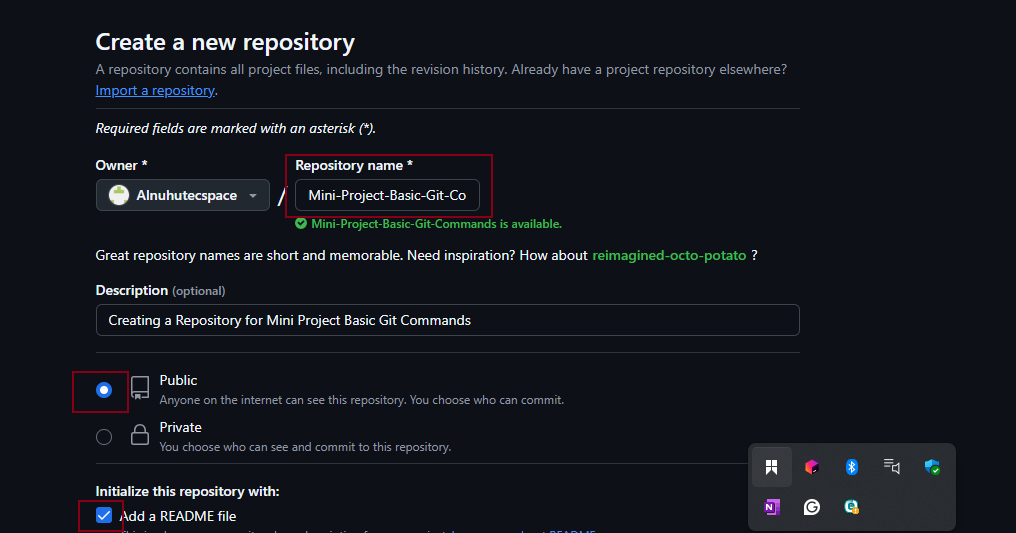 Create a new repository
A repository contains all project files, including the revision history. Already have a project repository elsewhere?
Import a repository.
Required fields are marked with an asterisk (*).
Owner *
Repository name *
Alnuhutecspace
/
Mini-Project-Basic-Git-Co
Mini-Project-Basic-Git-Commands is available.
Great repository names are short and memorable. Need inspiration? How about reimagined-octo-potato ?
Description (optional)
Creating a Repository for Mini Project Basic Git Commands
Public
Anyone on the internet can see this repository. You choose who can commit.
Private
You choose who can see and commit to this repository.
Initialize this repository with:
Add a README file